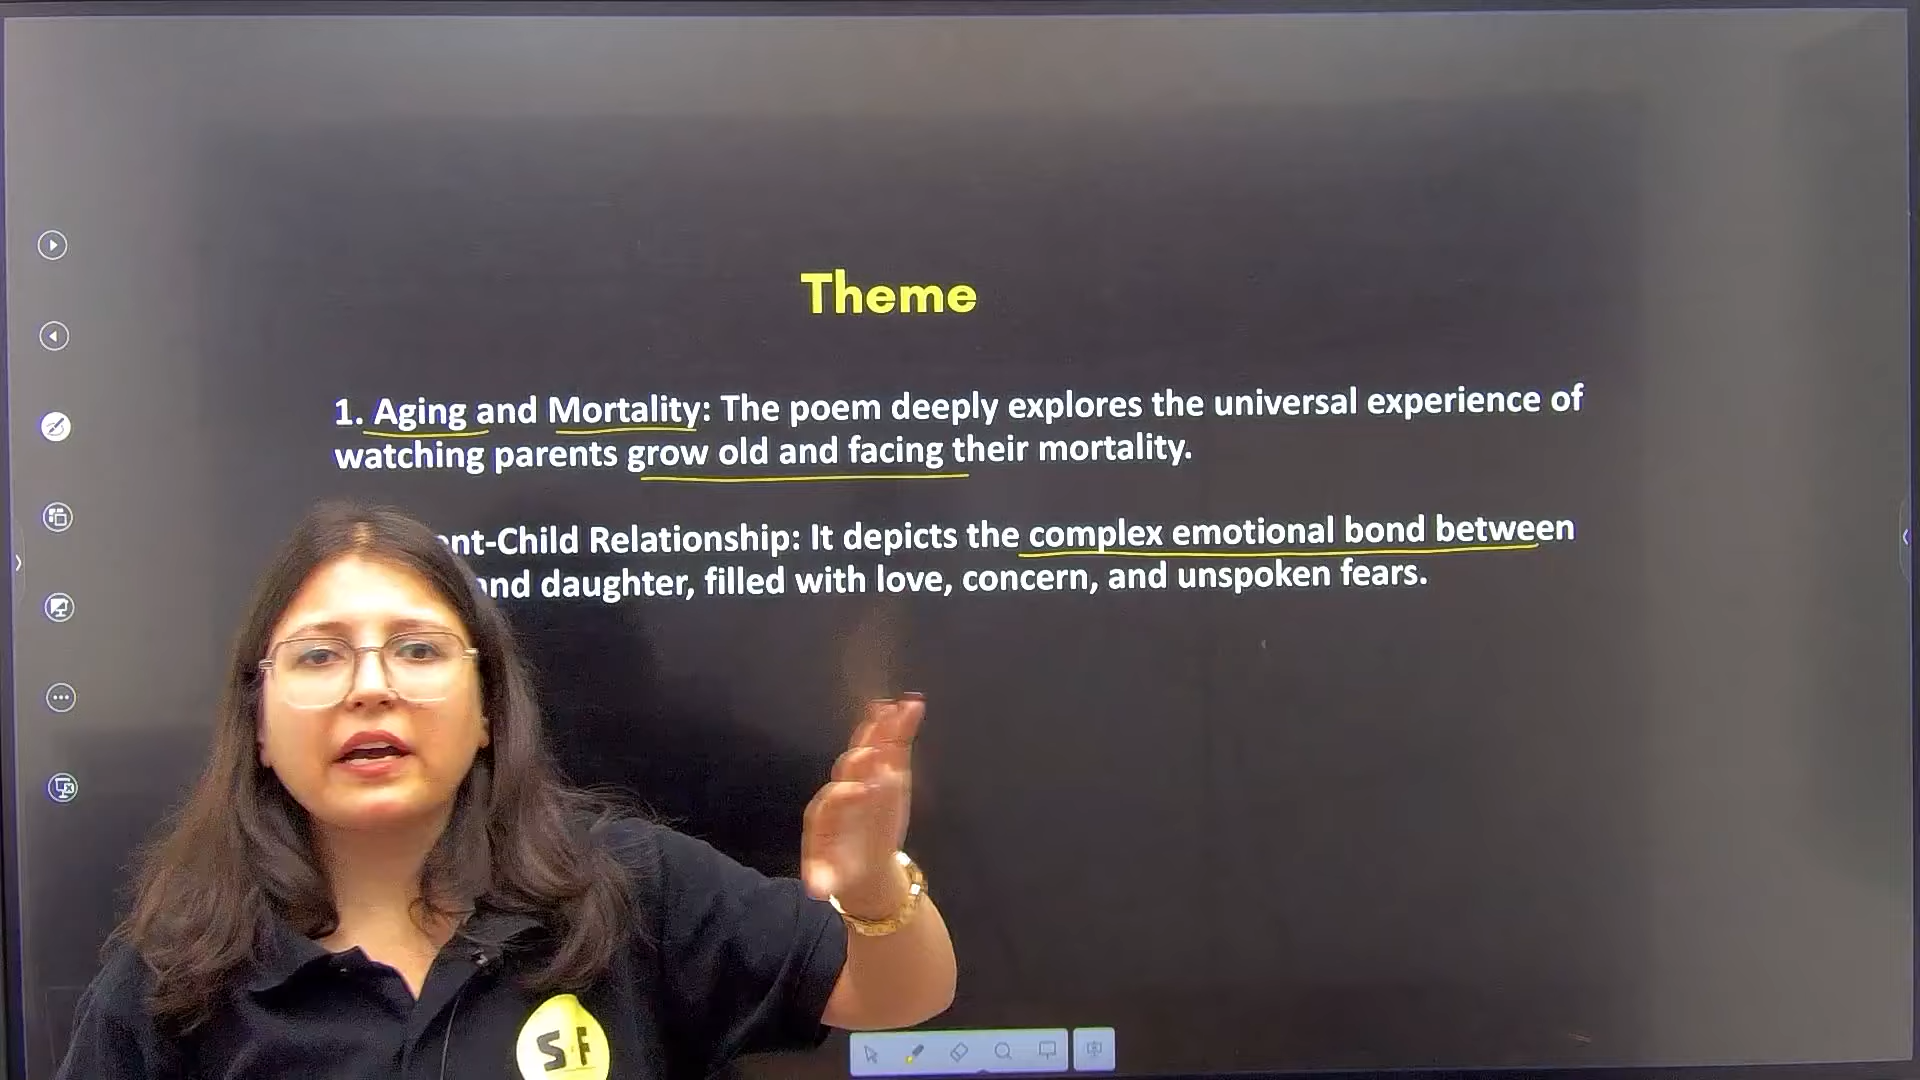 Theme
1. Aging and Mortality: The poem deeply explores the universal experience of
watching parents grow old and facing their mortality.
nt-Child Relationship: It depicts the complex emotional bond between
and daughter, filled with love, concern, and unspoken fears.